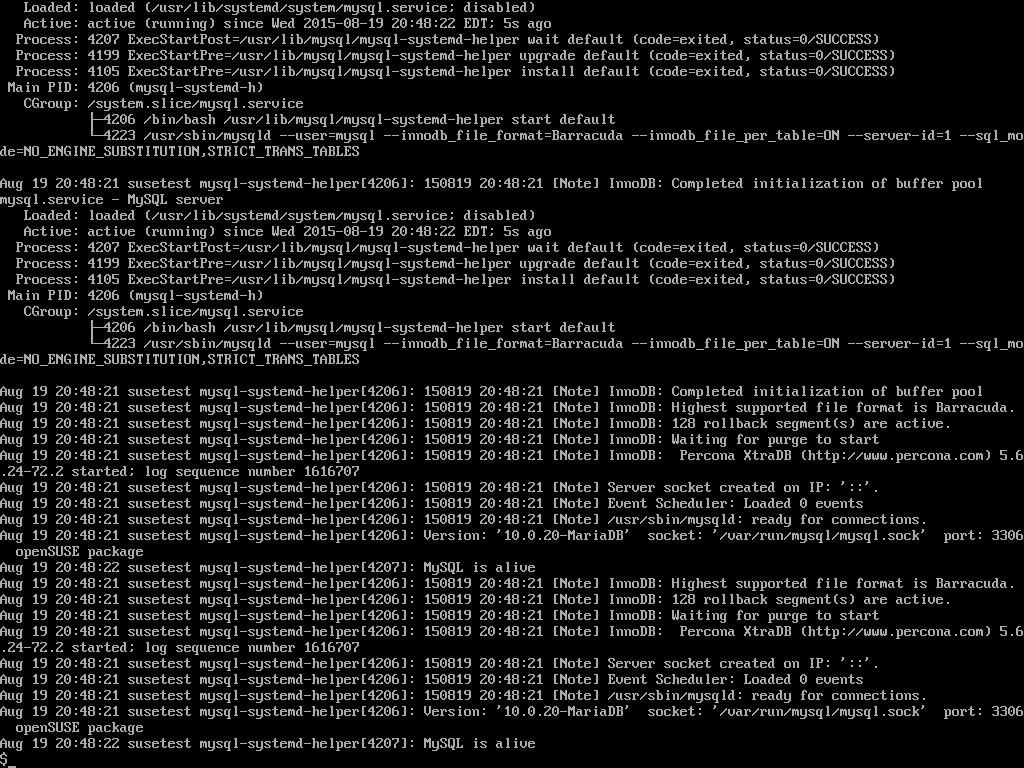 Loaded: loaded (/usr/lib/systemd/system/mysql.service; disabled)
   Active: active (running) since Wed 2015-08-19 20:48:22 EDT; 5s ago
  Process: 4207 ExecStartPost=/usr/lib/mysql/mysql-systemd-helper wait default (code=exited, status=0/SUCCESS)
  Process: 4199 ExecStartPre=/usr/lib/mysql/mysql-systemd-helper upgrade default (code=exited, status=0/SUCCESS)
  Process: 4105 ExecStartPre=/usr/lib/mysql/mysql-systemd-helper install default (code=exited, status=0/SUCCESS)
 Main PID: 4206 (mysql-systemd-h)
   CGroup: /system.slice/mysql.service
           ├─4206 /bin/bash /usr/lib/mysql/mysql-systemd-helper start default
           └─4223 /usr/sbin/mysqld --user=mysql --innodb_file_format=Barracuda --innodb_file_per_table=ON --server-id=1 --sql_mo
de=NO_ENGINE_SUBSTITUTION,STRICT_TRANS_TABLES

Aug 19 20:48:21 susetest mysql-systemd-helper[4206]: 150819 20:48:21 [Note] InnoDB: Completed initialization of buffer pool
mysql.service - MySQL server
   Loaded: loaded (/usr/lib/systemd/system/mysql.service; disabled)
   Active: active (running) since Wed 2015-08-19 20:48:22 EDT; 5s ago
  Process: 4207 ExecStartPost=/usr/lib/mysql/mysql-systemd-helper wait default (code=exited, status=0/SUCCESS)
  Process: 4199 ExecStartPre=/usr/lib/mysql/mysql-systemd-helper upgrade default (code=exited, status=0/SUCCESS)
  Process: 4105 ExecStartPre=/usr/lib/mysql/mysql-systemd-helper install default (code=exited, status=0/SUCCESS)
 Main PID: 4206 (mysql-systemd-h)
   CGroup: /system.slice/mysql.service
           ├─4206 /bin/bash /usr/lib/mysql/mysql-systemd-helper start default
           └─4223 /usr/sbin/mysqld --user=mysql --innodb_file_format=Barracuda --innodb_file_per_table=ON --server-id=1 --sql_mo
de=NO_ENGINE_SUBSTITUTION,STRICT_TRANS_TABLES

Aug 19 20:48:21 susetest mysql-systemd-helper[4206]: 150819 20:48:21 [Note] InnoDB: Completed initialization of buffer pool
Aug 19 20:48:21 susetest mysql-systemd-helper[4206]: 150819 20:48:21 [Note] InnoDB: Highest supported file format is Barracuda.
Aug 19 20:48:21 susetest mysql-systemd-helper[4206]: 150819 20:48:21 [Note] InnoDB: 128 rollback segment(s) are active.
Aug 19 20:48:21 susetest mysql-systemd-helper[4206]: 150819 20:48:21 [Note] InnoDB: Waiting for purge to start
Aug 19 20:48:21 susetest mysql-systemd-helper[4206]: 150819 20:48:21 [Note] InnoDB:  Percona XtraDB (http://www.percona.com) 5.6
.24-72.2 started; log sequence number 1616707
Aug 19 20:48:21 susetest mysql-systemd-helper[4206]: 150819 20:48:21 [Note] Server socket created on IP: '::'.
Aug 19 20:48:21 susetest mysql-systemd-helper[4206]: 150819 20:48:21 [Note] Event Scheduler: Loaded 0 events
Aug 19 20:48:21 susetest mysql-systemd-helper[4206]: 150819 20:48:21 [Note] /usr/sbin/mysqld: ready for connections.
Aug 19 20:48:21 susetest mysql-systemd-helper[4206]: Version: '10.0.20-MariaDB'  socket: '/var/run/mysql/mysql.sock'  port: 3306
  openSUSE package
Aug 19 20:48:22 susetest mysql-systemd-helper[4207]: MySQL is alive
Aug 19 20:48:21 susetest mysql-systemd-helper[4206]: 150819 20:48:21 [Note] InnoDB: Highest supported file format is Barracuda.
Aug 19 20:48:21 susetest mysql-systemd-helper[4206]: 150819 20:48:21 [Note] InnoDB: 128 rollback segment(s) are active.
Aug 19 20:48:21 susetest mysql-systemd-helper[4206]: 150819 20:48:21 [Note] InnoDB: Waiting for purge to start
Aug 19 20:48:21 susetest mysql-systemd-helper[4206]: 150819 20:48:21 [Note] InnoDB:  Percona XtraDB (http://www.percona.com) 5.6
.24-72.2 started; log sequence number 1616707
Aug 19 20:48:21 susetest mysql-systemd-helper[4206]: 150819 20:48:21 [Note] Server socket created on IP: '::'.
Aug 19 20:48:21 susetest mysql-systemd-helper[4206]: 150819 20:48:21 [Note] Event Scheduler: Loaded 0 events
Aug 19 20:48:21 susetest mysql-systemd-helper[4206]: 150819 20:48:21 [Note] /usr/sbin/mysqld: ready for connections.
Aug 19 20:48:21 susetest mysql-systemd-helper[4206]: Version: '10.0.20-MariaDB'  socket: '/var/run/mysql/mysql.sock'  port: 3306
  openSUSE package
Aug 19 20:48:22 susetest mysql-systemd-helper[4207]: MySQL is alive
$_